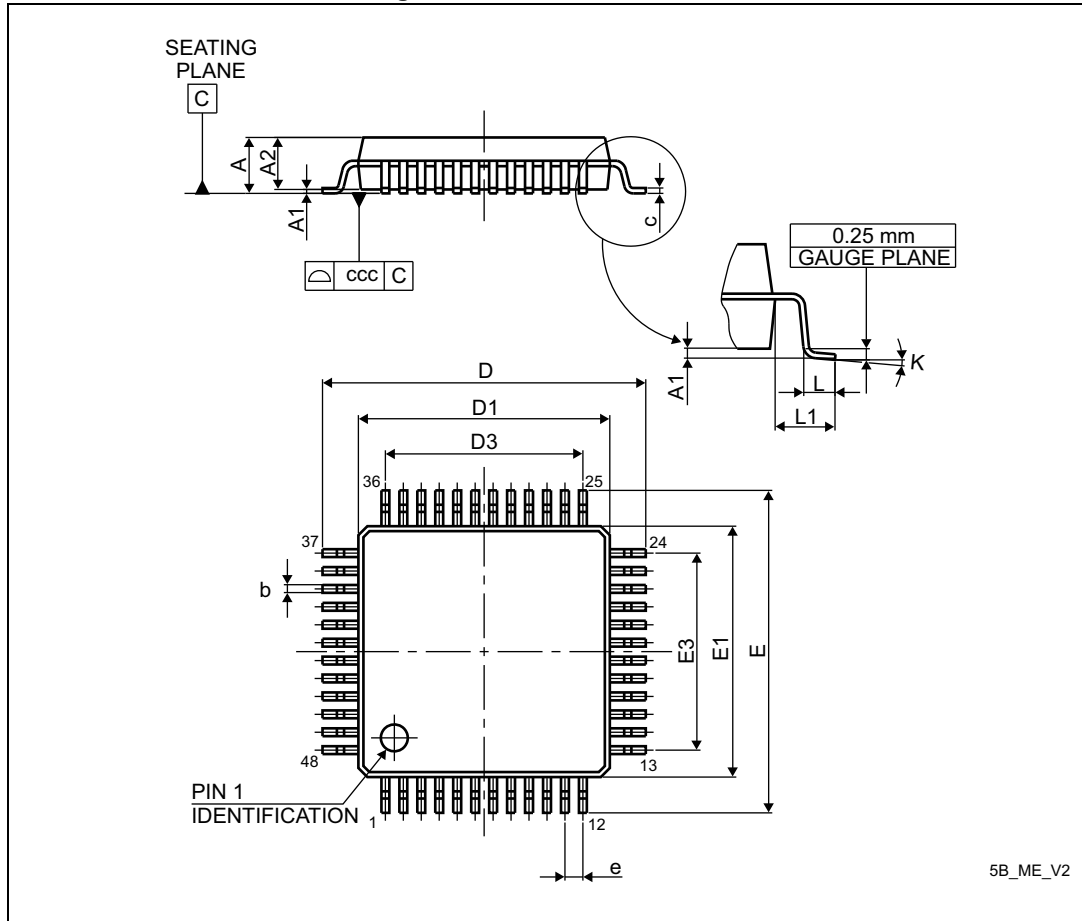 SEATING
PLANE
C
A
A2
A1
c
ccc C
0.25 mm
GAUGE PLANE
A1
K
L
L1
D
D1
D3
36
25
37
24
b
E3
E1
E
48
13
PIN 1
IDENTIFICATION
1
12
e
5B_ME_V2